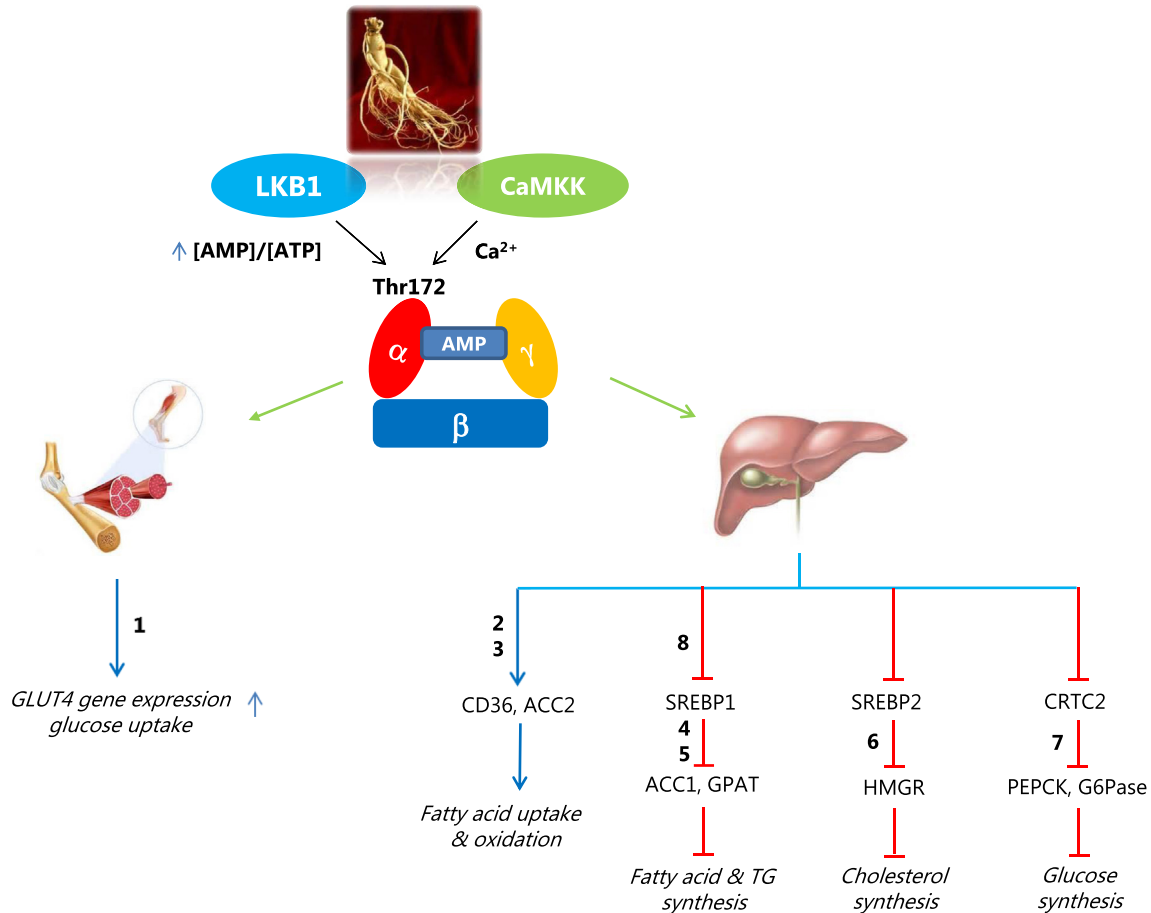 LKB1
CaMKK
[AMP]/[ATP]
Ca²⁺
Thr172
α
AMP
γ
β
1
GLUT4 gene expression
glucose uptake
2
3
8
CD36, ACC2
SREBP1
SREBP2
CRTC2
4
5
6
7
ACC1, GPAT
HMGR
PEPCK, G6Pase
Fatty acid uptake
& oxidation
Fatty acid & TG
synthesis
Cholesterol
synthesis
Glucose
synthesis